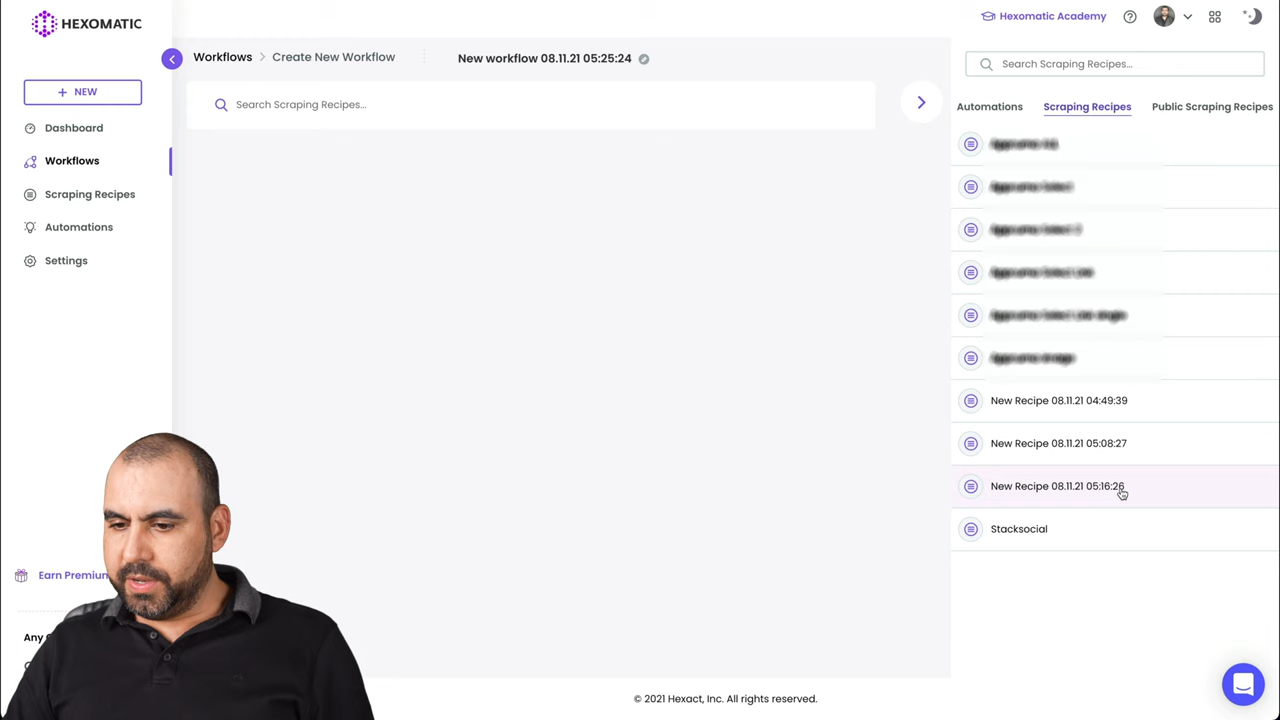 HEXOMATIC
Hexomatic Academy
Workflows > Create New Workflow
New workflow 08.11.21 05:25:24
Search Scraping Recipes...
+ NEW
Search Scraping Recipes...
Automations
Scraping Recipes
Public Scraping Recipes
Dashboard
Workflows
Scraping Recipes
Automations
Settings
New Recipe 08.11.21 04:49:39
New Recipe 08.11.21 05:08:27
New Recipe 08.11.21 05:16:26
Stacksocial
Earn Premium
Any
© 2021 Hexact, Inc. All rights reserved.